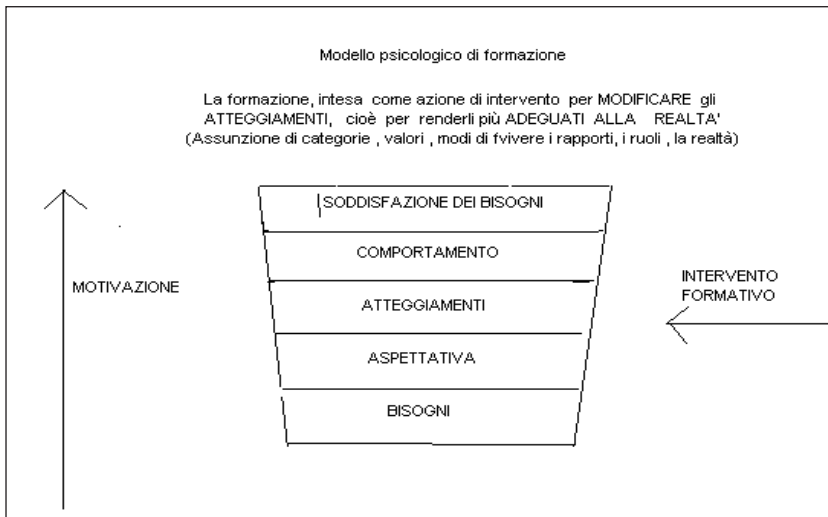 Modello psicologico di formazione
La formazione, intesa come azione di intervento per MODIFICARE gli
ATTEGGIAMENTI, cioè per renderli più ADEGUATI ALLA REALTA'
(Assunzione di categorie , valori , modi di fvivere i rapporti, i ruoli , la realtà)
SODDISFAZIONE DEI BISOGNI
COMPORTAMENTO
MOTIVAZIONE
INTERVENTO
FORMATIVO
ATTEGGIAMENTI
ASPETTATIVA
BISOGNI